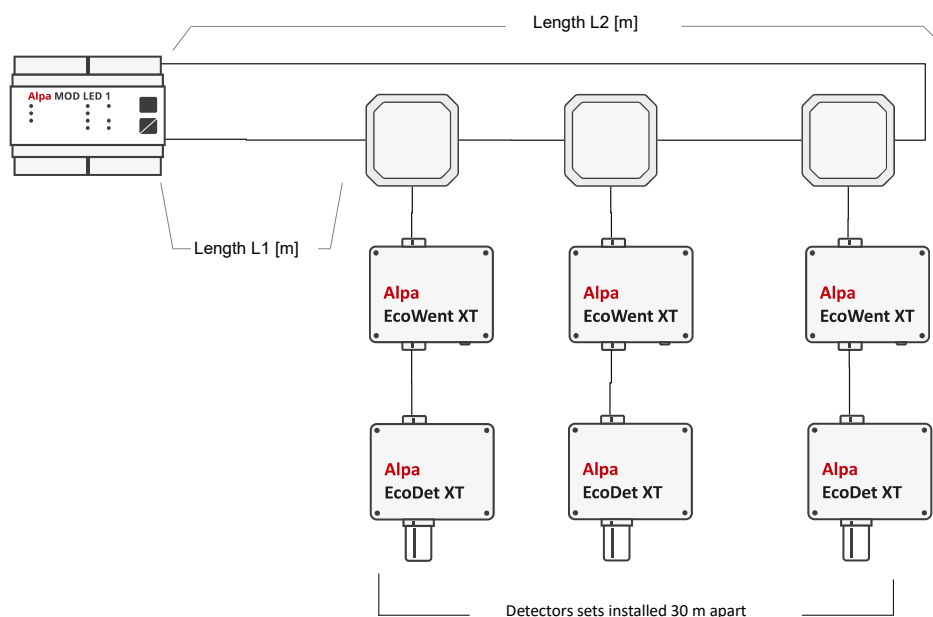 Length L2 [m]
Alpa MOD LED 1
Length L1 [m]
Alpa
EcoWent XT
Alpa
EcoWent XT
Alpa
EcoWent XT
Alpa
EcoDet XT
Alpa
EcoDet XT
Alpa
EcoDet XT
Detectors sets installed 30 m apart